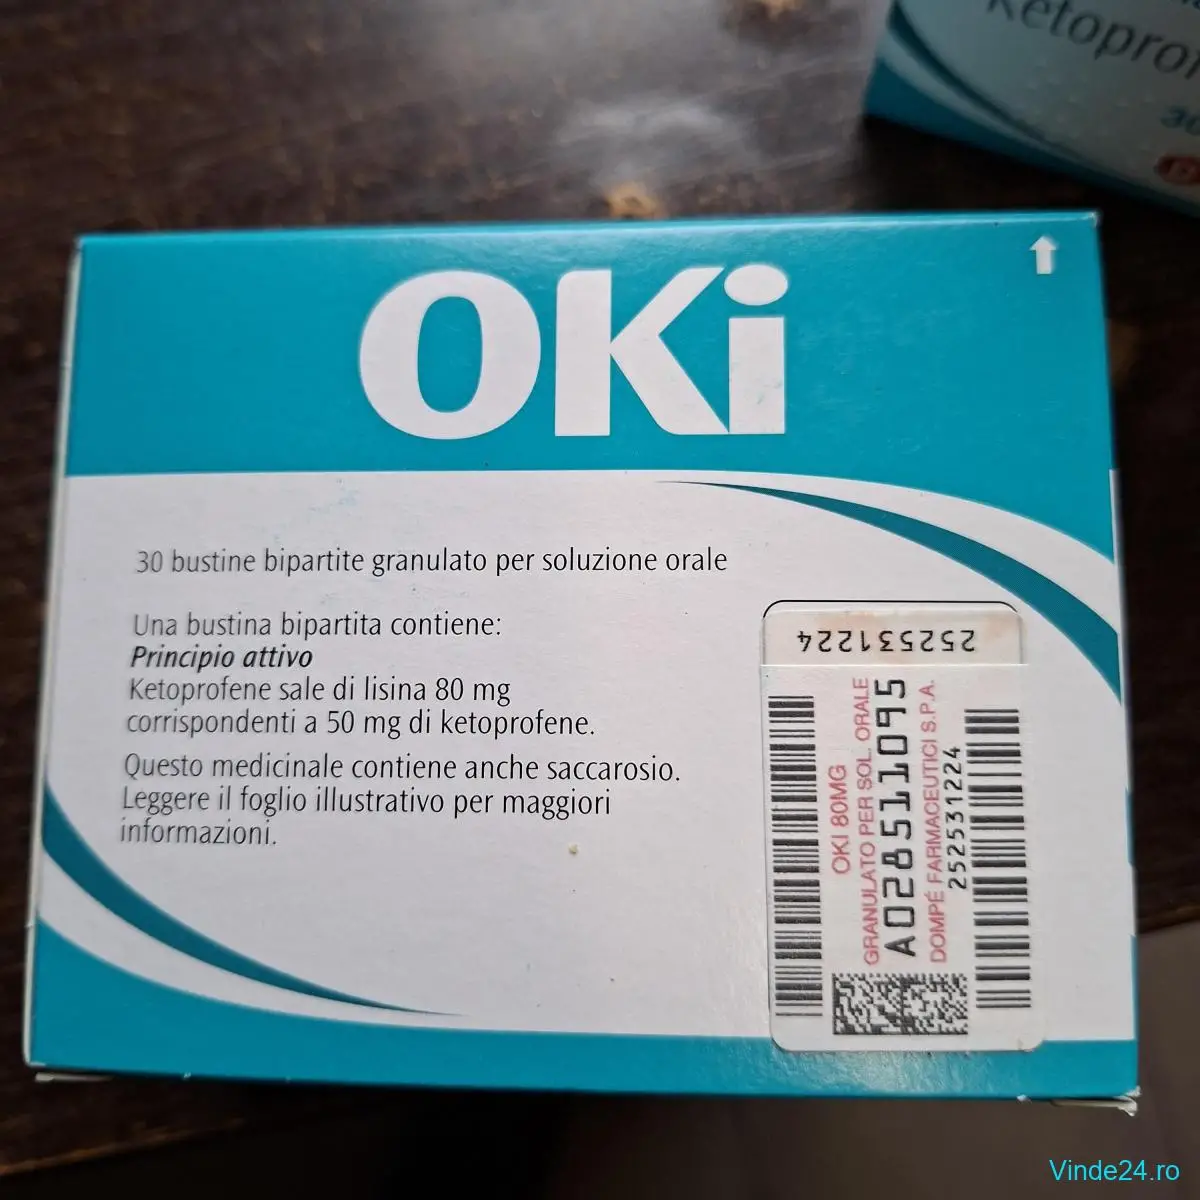 Ketoprof
30
OKi
30 bustine bipartite granulato per soluzione orale
Una bustina bipartita contiene:
Principio attivo
Ketoprofene sale di lisina 80 mg
corrispondenti a 50 mg di ketoprofene.
Questo medicinale contiene anche saccarosio.
Leggere il foglio illustrativo per maggiori
informazioni.
252531224
OKI 80MG
GRANULATO PER SOL. ORALE
A028511095
DOMPÉ FARMACEUTICI S.P.A.
252531224
Vinde24.ro